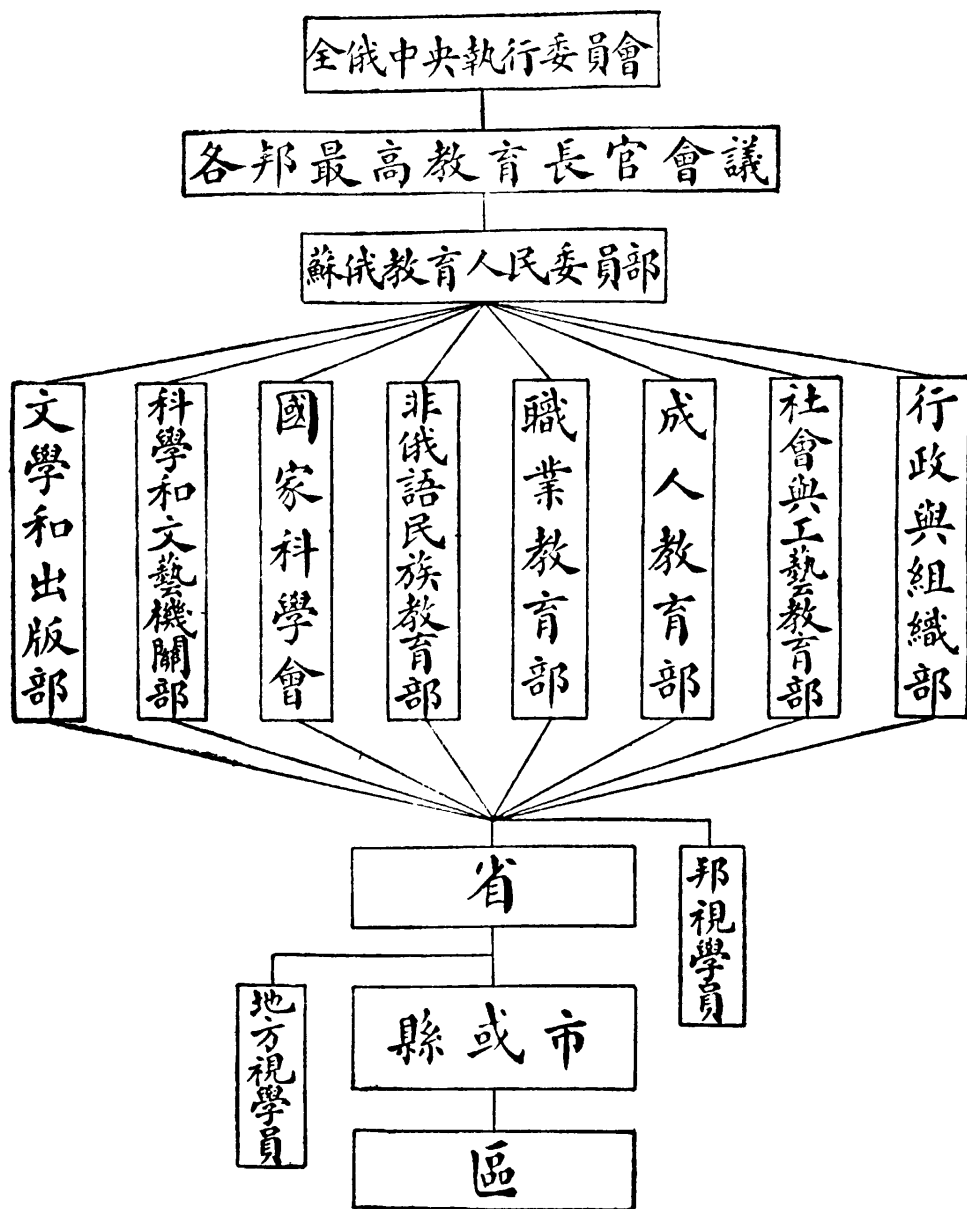 全俄中央執行委員會
各邦最高教育長官會議
蘇俄教育人民委員部
行政與組織部
社會與工藝教育部
成人教育部
職業教育部
非俄語民族教育部
國家科學會
科學和文藝機關部
文學和出版部
省
邦視學員
縣或市
地方視學員
區